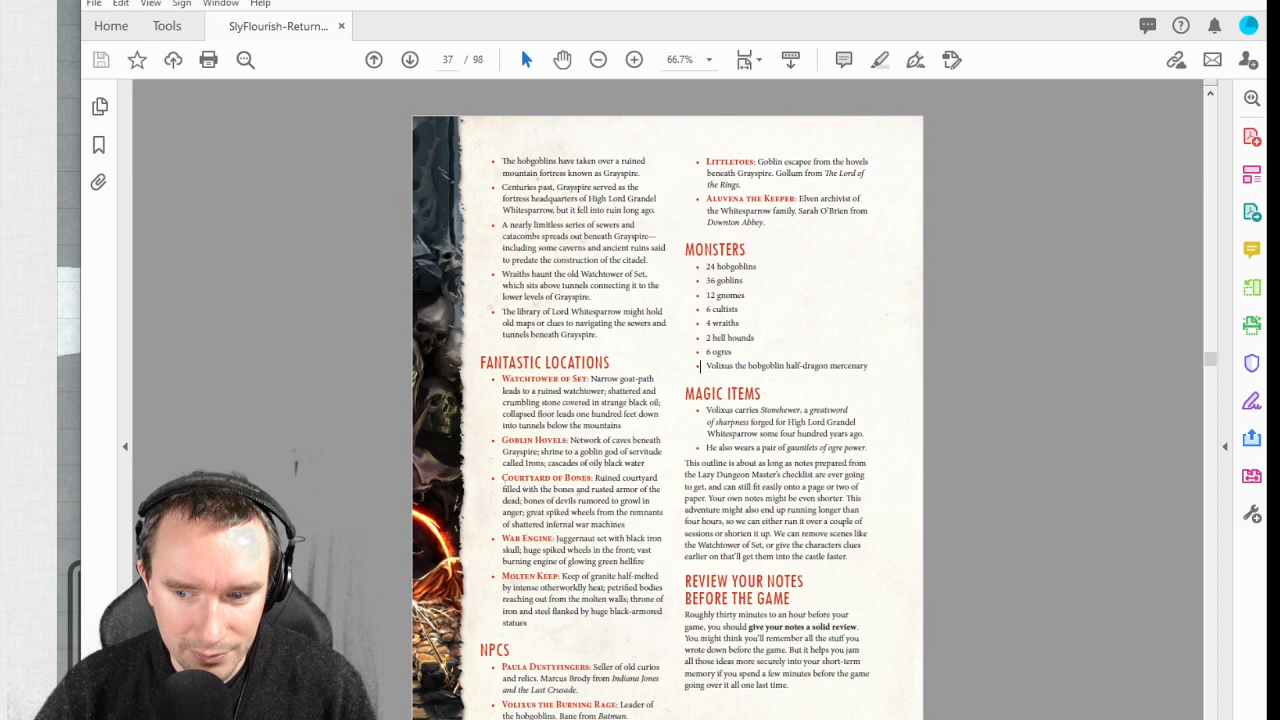 File Edit View Sign Window Help
Home Tools SlyFlourish-Return... ×
37 / 98 66.7%
• The hobgoblins have taken over a ruined
mountain fortress known as Grayspire.
• Centuries past, Grayspire served as the
fortress headquarters of High Lord Grandel
Whitesparrow, but it fell into ruin long ago.
• A nearly limitless series of sewers and
catacombs spreads out beneath Grayspire—
including some caverns and ancient ruins said
to predate the construction of the citadel.
• Wraiths haunt the old Watchtower of Set,
which sits above tunnels connecting it to the
lower levels of Grayspire.
• The library of Lord Whitesparrow might hold
old maps or clues to navigating the sewers and
tunnels beneath Grayspire.
FANTASTIC LOCATIONS
• WATCHTOWER OF SET: Narrow goat-path
leads to a ruined watchtower; shattered and
crumbling stone covered in strange black oil;
collapsed floor leads one hundred feet down
into tunnels below the mountains
• GOBLIN HOVELS: Network of caves beneath
Grayspire; shrine to a goblin god of servitude
called Irons; cascades of oily black water
• COURTYARD OF BONES: Ruined courtyard
filled with the bones and rusted armor of the
dead; bones of devils rumored to growl in
anger; great spiked wheels from the remnants
of shattered infernal war machines
• WAR ENGINE: Juggernaut set with black iron
skull; huge spiked wheels in the front; vast
burning engine of glowing green hellfire
• MOLTEN KEEP: Keep of granite half-melted
by intense otherworldly heat; petrified bodies
reaching out from the molten walls; throne of
iron and steel flanked by huge black-armored
statues
NPCS
• PAULA DUSTYFINGERS: Seller of old curios
and relics. Marcus Brody from Indiana Jones
and the Last Crusade.
• VOLIXUS THE BURNING RAGE: Leader of
the hobgoblins. Bane from Batman.
• LITTLETOES: Goblin escapee from the hovels
beneath Grayspire. Gollum from The Lord of
the Rings.
• ALUVENA THE KEEPER: Elven archivist of
the Whitesparrow family. Sarah O'Brien from
Downton Abbey.
MONSTERS
• 24 hobgoblins
• 36 goblins
• 12 gnomes
• 6 cultists
• 4 wraiths
• 2 hell hounds
• 6 ogres
• Volixus the hobgoblin half-dragon mercenary
MAGIC ITEMS
• Volixus carries Stonehewer, a greatsword
of sharpness forged for High Lord Grandel
Whitesparrow some four hundred years ago.
• He also wears a pair of gauntlets of ogre power.
This outline is about as long as notes prepared from
the Lazy Dungeon Master's checklist are ever going
to get, and can still fit easily onto a page or two of
paper. Your own notes might be even shorter. This
adventure might also end up running longer than
four hours, so we can either run it over a couple of
sessions or shorten it up. We can remove scenes like
the Watchtower of Set, or give the characters clues
earlier on that'll get them into the castle faster.
REVIEW YOUR NOTES
BEFORE THE GAME
Roughly thirty minutes to an hour before your
game, you should give your notes a solid review.
You might think you'll remember all the stuff you
wrote down before the game. But it helps you jam
all those ideas more securely into your short-term
memory if you spend a few minutes before the game
going over it all one last time.